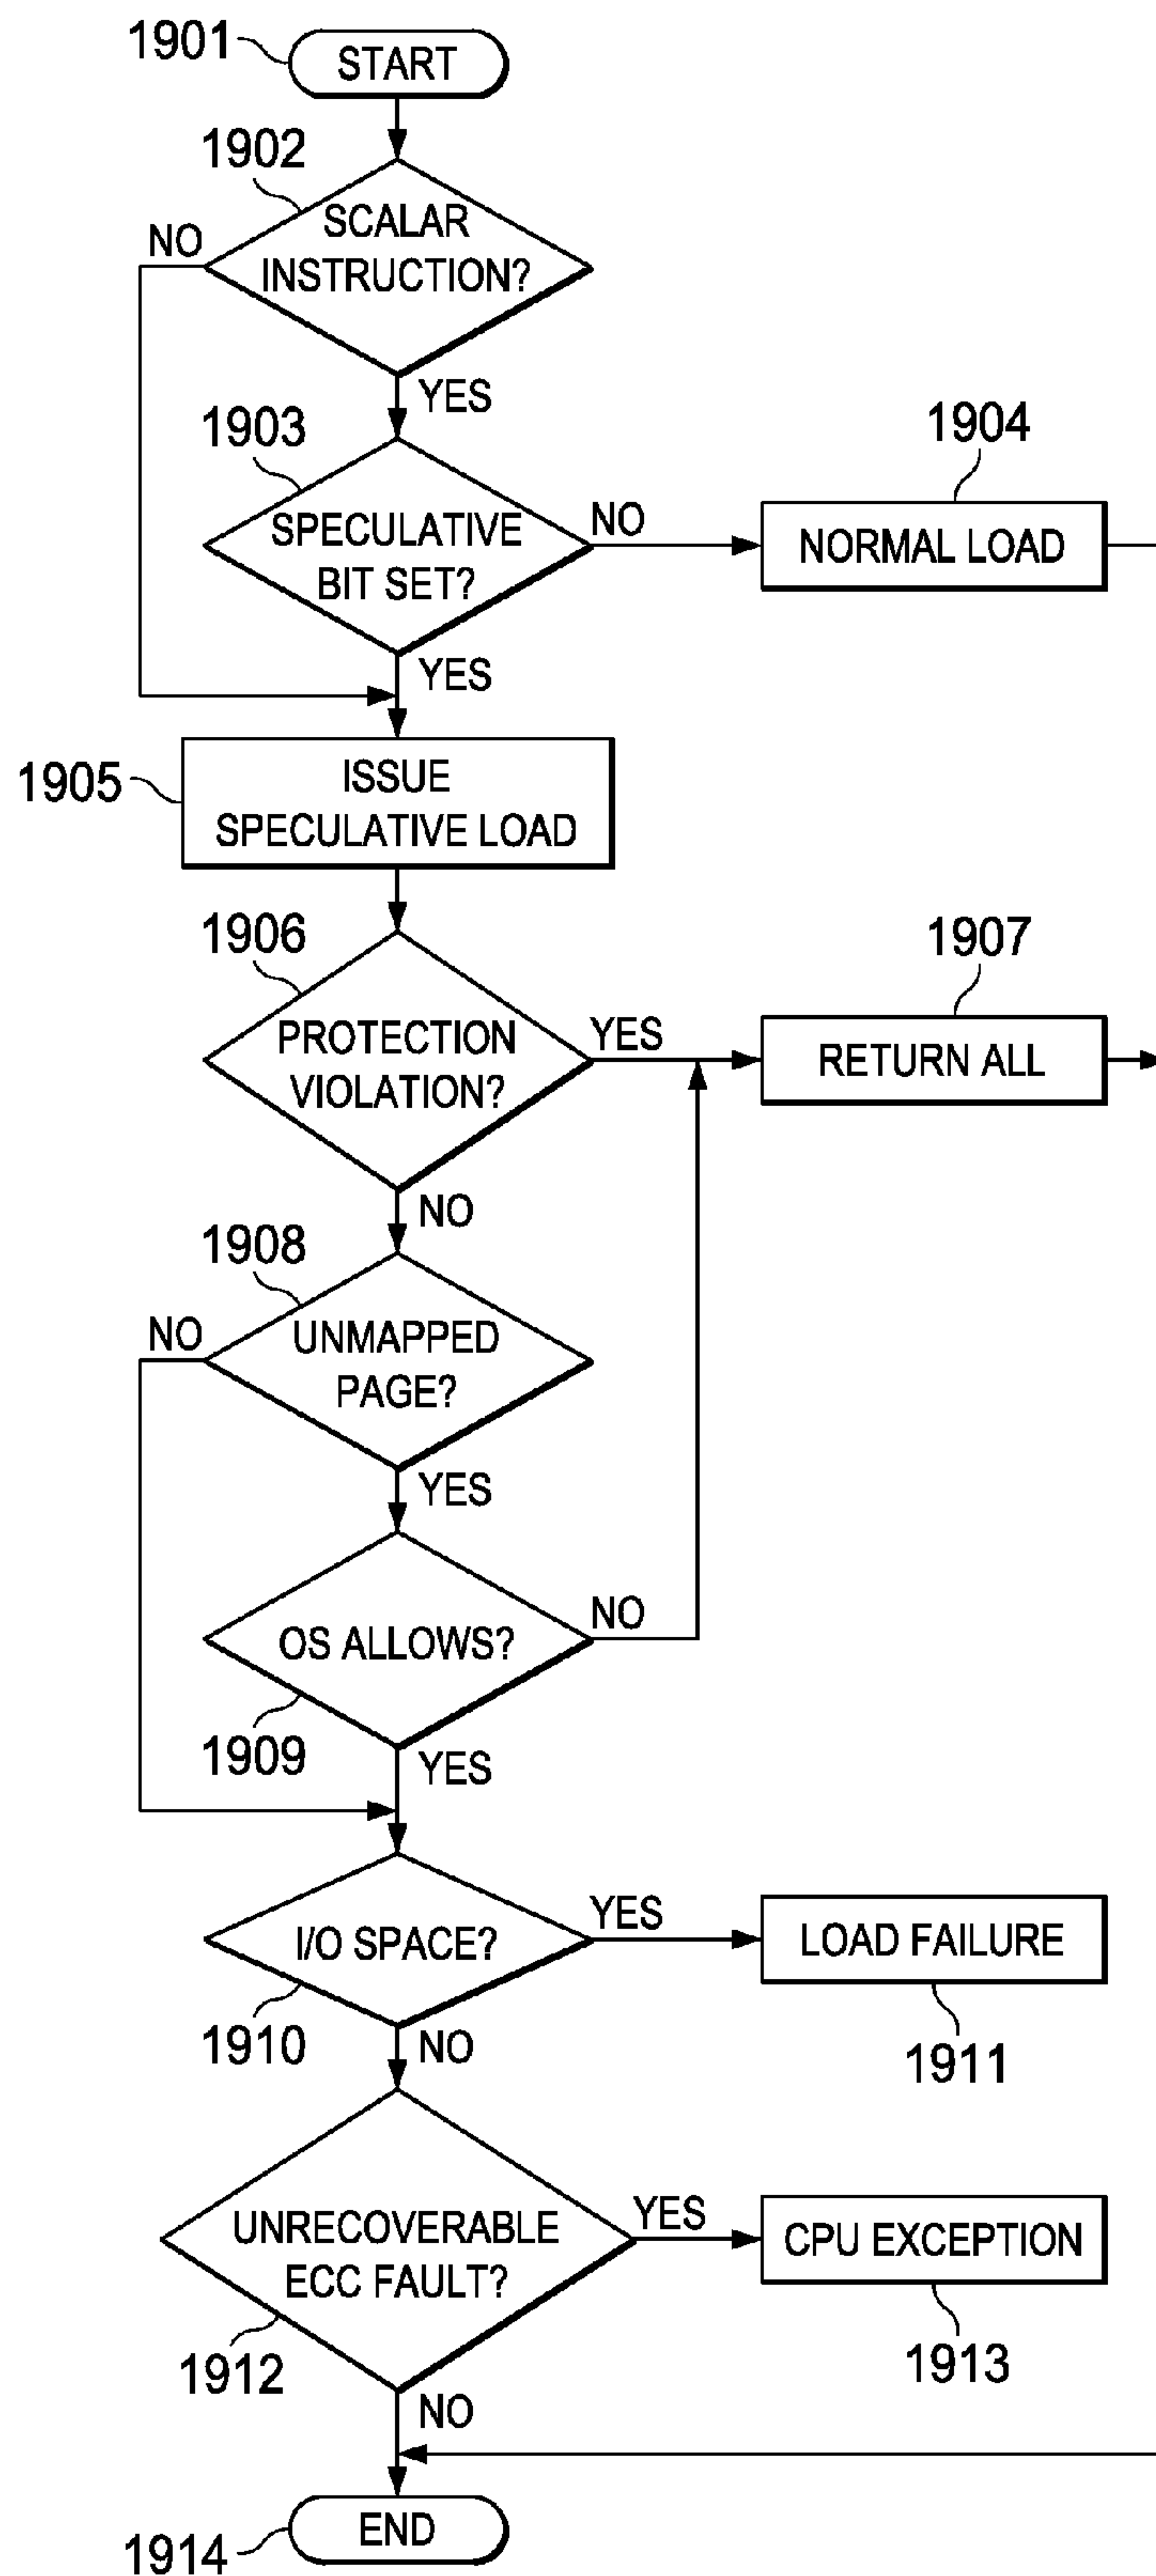 1901
START
1902
NO
SCALAR
INSTRUCTION?
YES
1903
1904
SPECULATIVE
BIT SET?
NO
NORMAL LOAD
YES
1905
ISSUE
SPECULATIVE LOAD
1906
1907
PROTECTION
VIOLATION?
YES
RETURN ALL
NO
1908
NO
UNMAPPED
PAGE?
YES
OS ALLOWS?
NO
1909
YES
I/O SPACE?
YES
LOAD FAILURE
1910
NO
1911
UNRECOVERABLE
ECC FAULT?
YES
CPU EXCEPTION
1912
1913
NO
END
1914